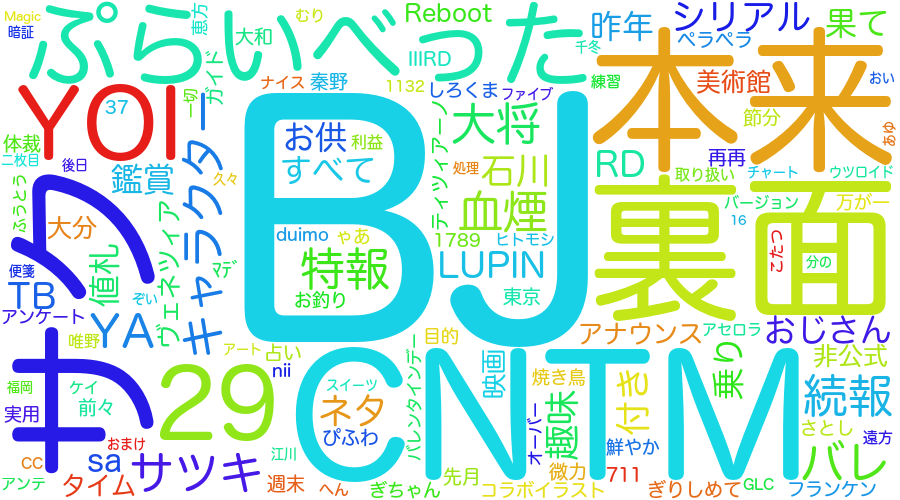 Magic
むり
恵方
ぷらいべった
Reboot
昨年
シリアル
果て
暗証
大和
IIIRD
千冬
ペラペラ
YOI
37
一切
ガイド
ナイス
秦野
1132
しろくま
ファイブ
練習
美術館
本来
おい
体裁
二枚目
後日
鑑賞
久々
キャラクター
お供
利益
すべて
ティツィアーノ
大将
処理
石川
RD
再再
節分
チャート
あゆ
ウツロイド
取り扱い
ふうとう
大分
ヴェネツィア
BJ
血煙
裏面
バージョン
万が一
16
サク
duimo
ゃあ
1789
ヒトモシ
こたつ
分の
便箋
値札
マデ
特報
LUPIN
TB
ぞい
お釣り
東京
アンケート
YA
唯野
アート
占い
目的
アナウンス
アセロラ
おじさん
福岡
ケイ
前々
29
nii
スイーツ
バレンタインデー
映画
焼き鳥
付き
乗り
非公式
実用
CNTM
ネタ
ぴふわ
オーバー
趣味
鮮やか
続報
さとし
遠方
おまけ
CC
sa
サツキ
江川
先月
微力
711
バレ
アンテ
タイム
週末
へん
ぎちゃん
コラボイラスト
ぎりしめて
GLC
フランケン